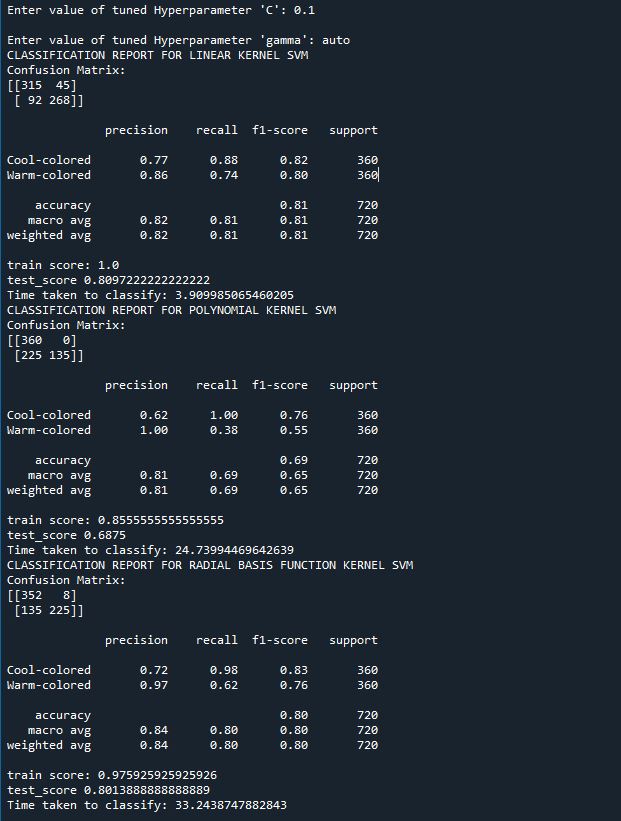 Enter value of tuned Hyperparameter 'C': 0.1
Enter value of tuned Hyperparameter 'gamma': auto
CLASSIFICATION REPORT FOR LINEAR KERNEL SVM
Confusion Matrix:
[[315  45]
 [ 92 268]]
precision    recall  f1-score   support
Cool-colored       0.77      0.88      0.82       360
Warm-colored       0.86      0.74      0.80       360
accuracy                           0.81       720
macro avg       0.82      0.81      0.81       720
weighted avg       0.82      0.81      0.81       720
train score: 1.0
test_score 0.8097222222222222
Time taken to classify: 3.909985065460205
CLASSIFICATION REPORT FOR POLYNOMIAL KERNEL SVM
Confusion Matrix:
[[360   0]
 [225 135]]
precision    recall  f1-score   support
Cool-colored       0.62      1.00      0.76       360
Warm-colored       1.00      0.38      0.55       360
accuracy                           0.69       720
macro avg       0.81      0.69      0.65       720
weighted avg       0.81      0.69      0.65       720
train score: 0.8555555555555555
test_score 0.6875
Time taken to classify: 24.73994469642639
CLASSIFICATION REPORT FOR RADIAL BASIS FUNCTION KERNEL SVM
Confusion Matrix:
[[352   8]
 [135 225]]
precision    recall  f1-score   support
Cool-colored       0.72      0.98      0.83       360
Warm-colored       0.97      0.62      0.76       360
accuracy                           0.80       720
macro avg       0.84      0.80      0.80       720
weighted avg       0.84      0.80      0.80       720
train score: 0.975925925925926
test_score 0.8013888888888889
Time taken to classify: 33.2438747882843